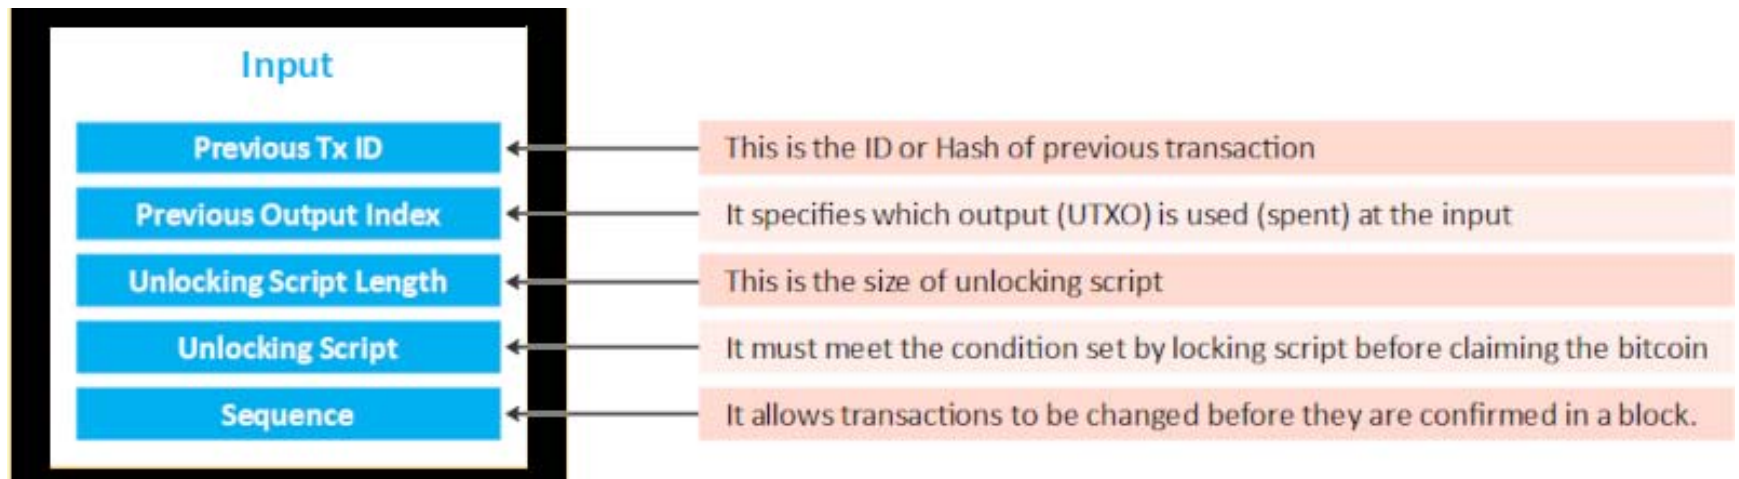 Input
Previous Tx ID
This is the ID or Hash of previous transaction
Previous Output Index
It specifies which output (UTXO) is used (spent) at the input
Unlocking Script Length
This is the size of unlocking script
Unlocking Script
It must meet the condition set by locking script before claiming the bitcoin
Sequence
It allows transactions to be changed before they are confirmed in a block.